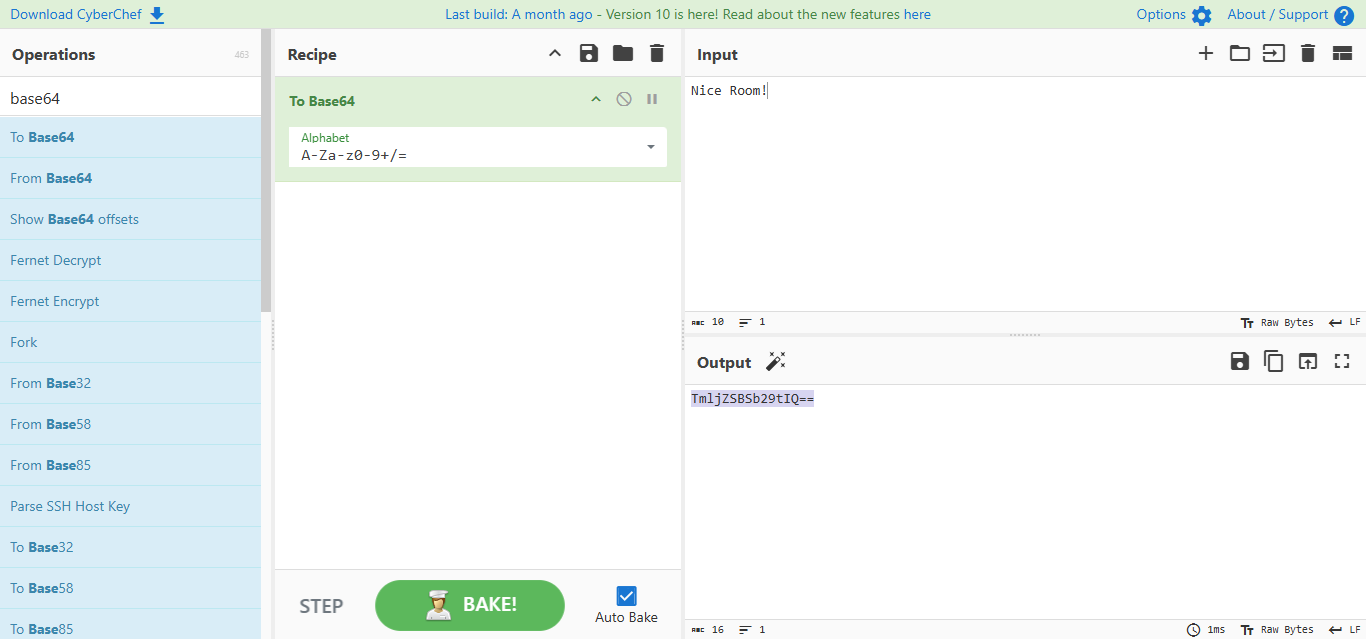 Download CyberChef
Last build: A month ago - Version 10 is here! Read about the new features here
Options
About / Support
Operations
463
base64
To Base64
From Base64
Show Base64 offsets
Fernet Decrypt
Fernet Encrypt
Fork
From Base32
From Base58
From Base85
Parse SSH Host Key
To Base32
To Base58
To Base85
Recipe
To Base64
Alphabet
A-Za-z0-9+/=
STEP
BAKE!
Auto Bake
Input
Nice Room!
ABC 10 1
Raw Bytes LF
Output
TmljZSBSb29tIQ==
ABC 16 1
1ms Tт Raw Bytes LF